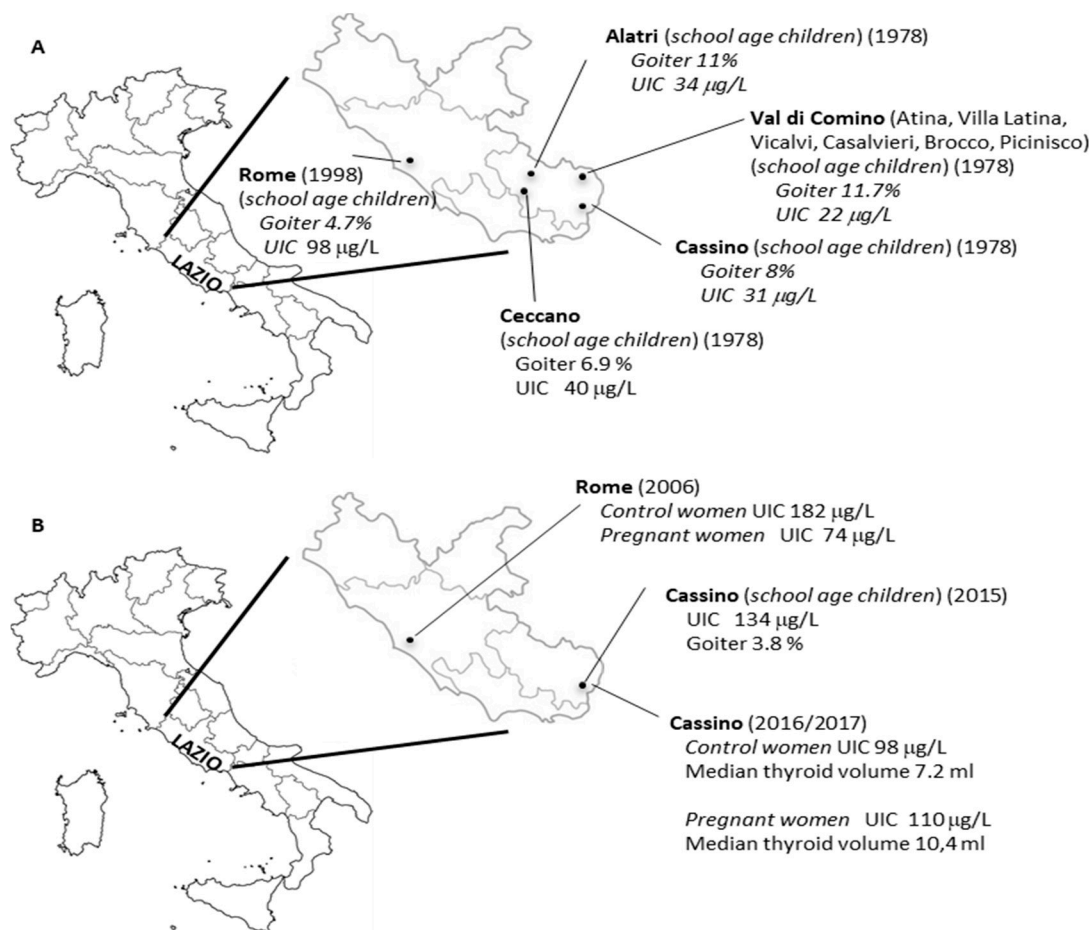 A
Alatri (school age children) (1978)
Goiter 11%
UIC 34 µg/L
Val di Comino (Atina, Villa Latina,
Vicalvi, Casalvieri, Brocco, Picinisco)
(school age children) (1978)
Goiter 11.7%
UIC 22 µg/L
Rome (1998)
(school age children)
Goiter 4.7%
UIC 98 µg/L
Cassino (school age children) (1978)
Goiter 8%
UIC 31 µg/L
LAZIO
Ceccano
(school age children) (1978)
Goiter 6.9 %
UIC 40 µg/L
B
Rome (2006)
Control women UIC 182 µg/L
Pregnant women UIC 74 µg/L
Cassino (school age children) (2015)
UIC 134 µg/L
Goiter 3.8 %
LAZIO
Cassino (2016/2017)
Control women UIC 98 µg/L
Median thyroid volume 7.2 ml
Pregnant women UIC 110 µg/L
Median thyroid volume 10,4 ml